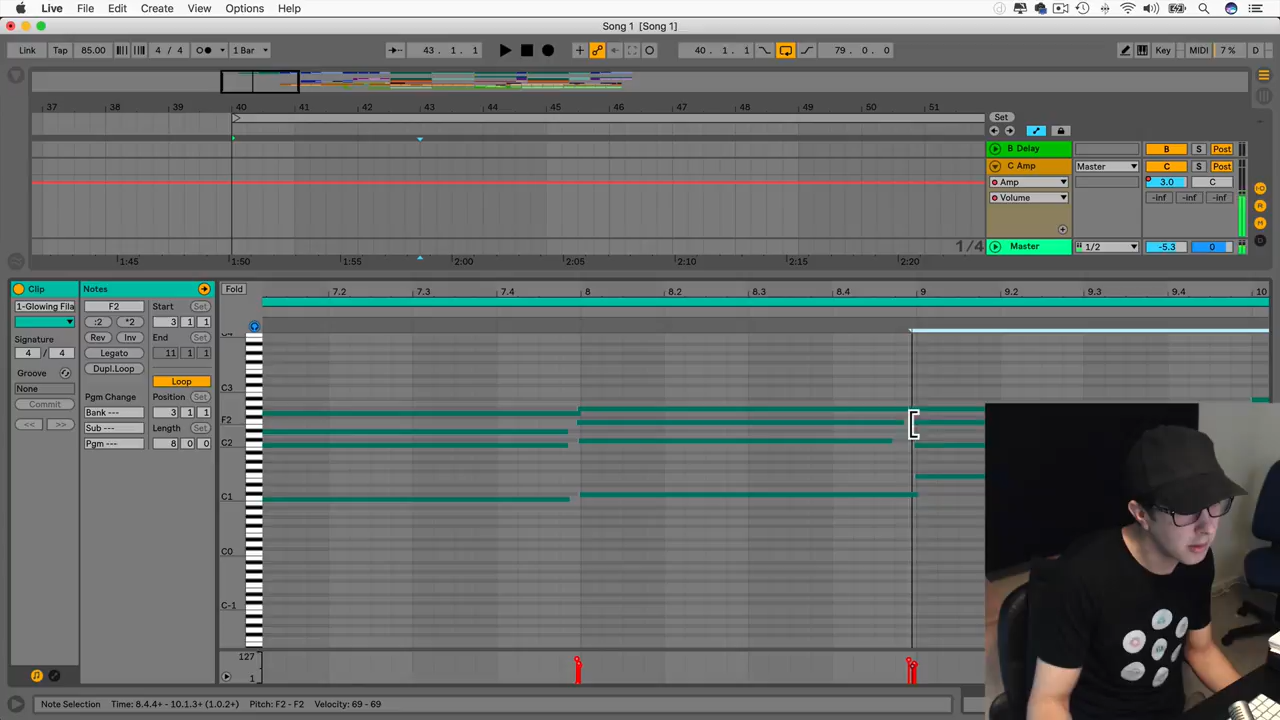 Live File Edit Create View Options Help
Song 1 [Song 1]
Link Tap 85.00 4 / 4 1 Bar 43. 1. 1 40. 1. 1 79. 0. 0 Key MIDI 7 % D
37 38 39 40 41 42 43 44 45 46 47 48 49 50 51
Set
B Delay B S Post
C Amp Master C S Post
Amp 3.0 C
Volume -inf -inf -inf
1/4 Master 1/2 -5.3 0
1:45 1:50 1:55 2:00 2:05 2:10 2:15 2:20
Clip Notes Fold 7.2 7.3 7.4 8 8.2 8.3 8.4 9 9.2 9.4 10
1-Glowing Fila F2 Start Set
:2 *2 3 1 1
Signature Rev Inv End Set
4 / 4 Legato 11 1 1
Groove Dupl.Loop
None Loop
Commit Pgm Change Position Set
<< >> Bank --- 3 1 1
Sub --- Length
Pgm --- 8 0 0
C4
C3
F2
C2
C1
C0
C-1
127
1
Note Selection Time: 8.4.4+ - 10.1.3+ (1.0.2+) Pitch: F2 - F2 Velocity: 69 - 69